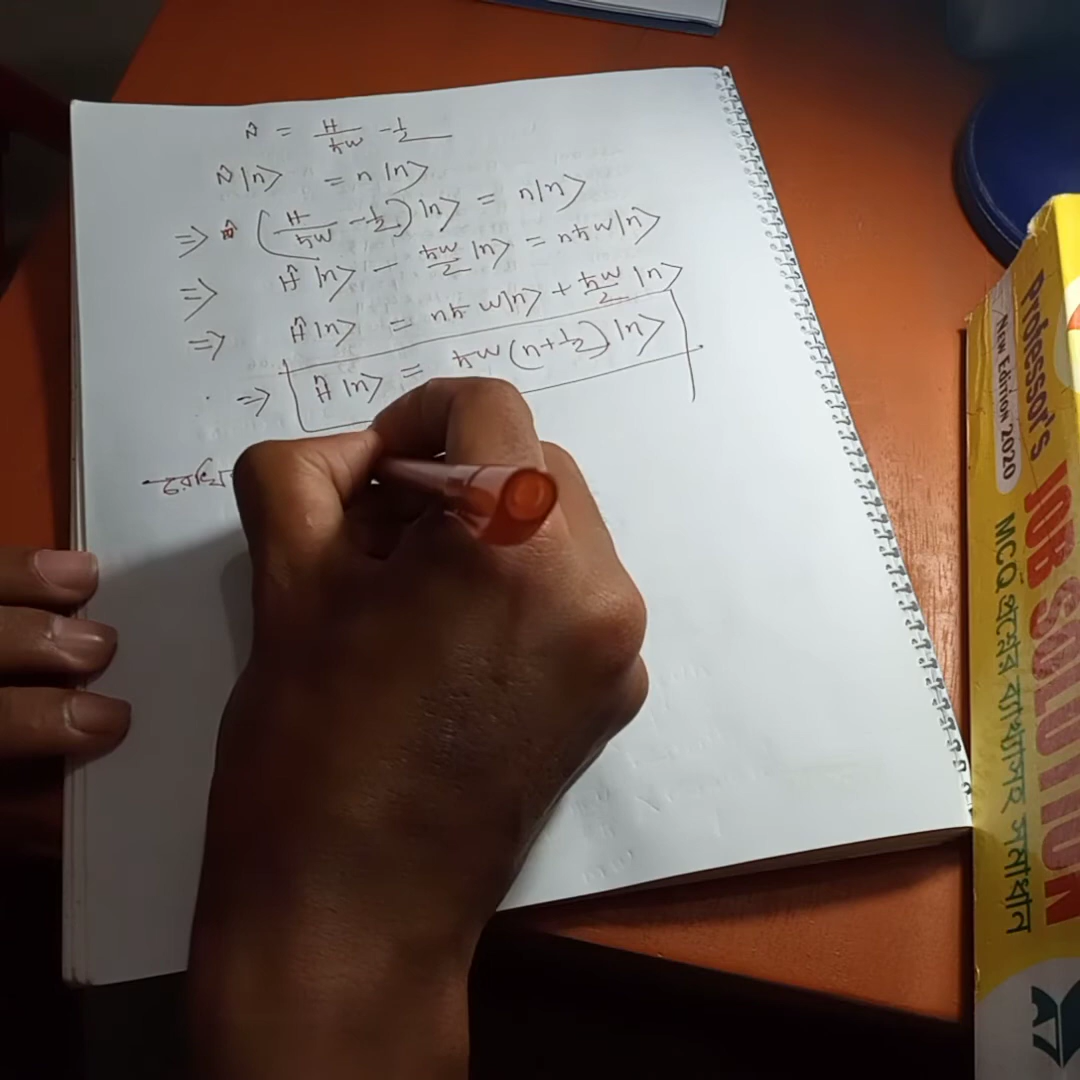 N̂ = H/ħω - 1/2
N̂|n⟩ = n|n⟩
⇒ (H/ħω - 1/2)|n⟩ = n|n⟩
⇒ Ĥ|n⟩ - ħω/2|n⟩ = nħω|n⟩
⇒ Ĥ|n⟩ = nħω|n⟩ + ħω/2|n⟩
⇒ Ĥ|n⟩ = ħω(n+1/2)|n⟩
Professor's JOB SOLUTION
New Edition 2020
MCQ প্রশ্নের ব্যাখ্যাসহ সমাধান